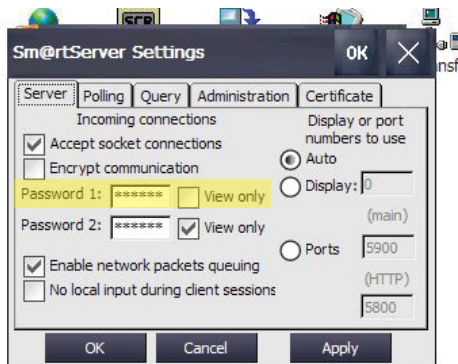 SCR
Sm@rtServer Settings OK
nsf
Server Polling Query Administration Certificate
Incoming connections
Accept socket connections
Encrypt communication
Password 1: ****** View only
Password 2: ****** View only
Enable network packets queuing
No local input during client sessions
Display or port
numbers to use
Auto
Display: 0
(main)
Ports 5900
(HTTP)
5800
OK Cancel Apply